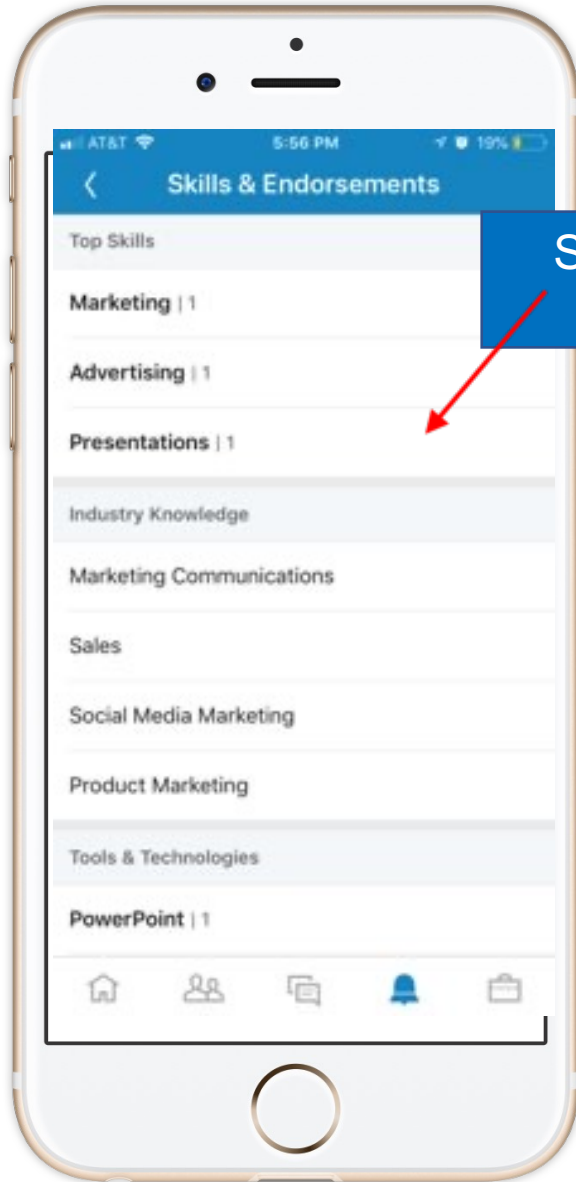 AT&T 5:56 PM 19%
Skills & Endorsements
Top Skills
S
Marketing | 1
Advertising | 1
Presentations | 1
Industry Knowledge
Marketing Communications
Sales
Social Media Marketing
Product Marketing
Tools & Technologies
PowerPoint | 1